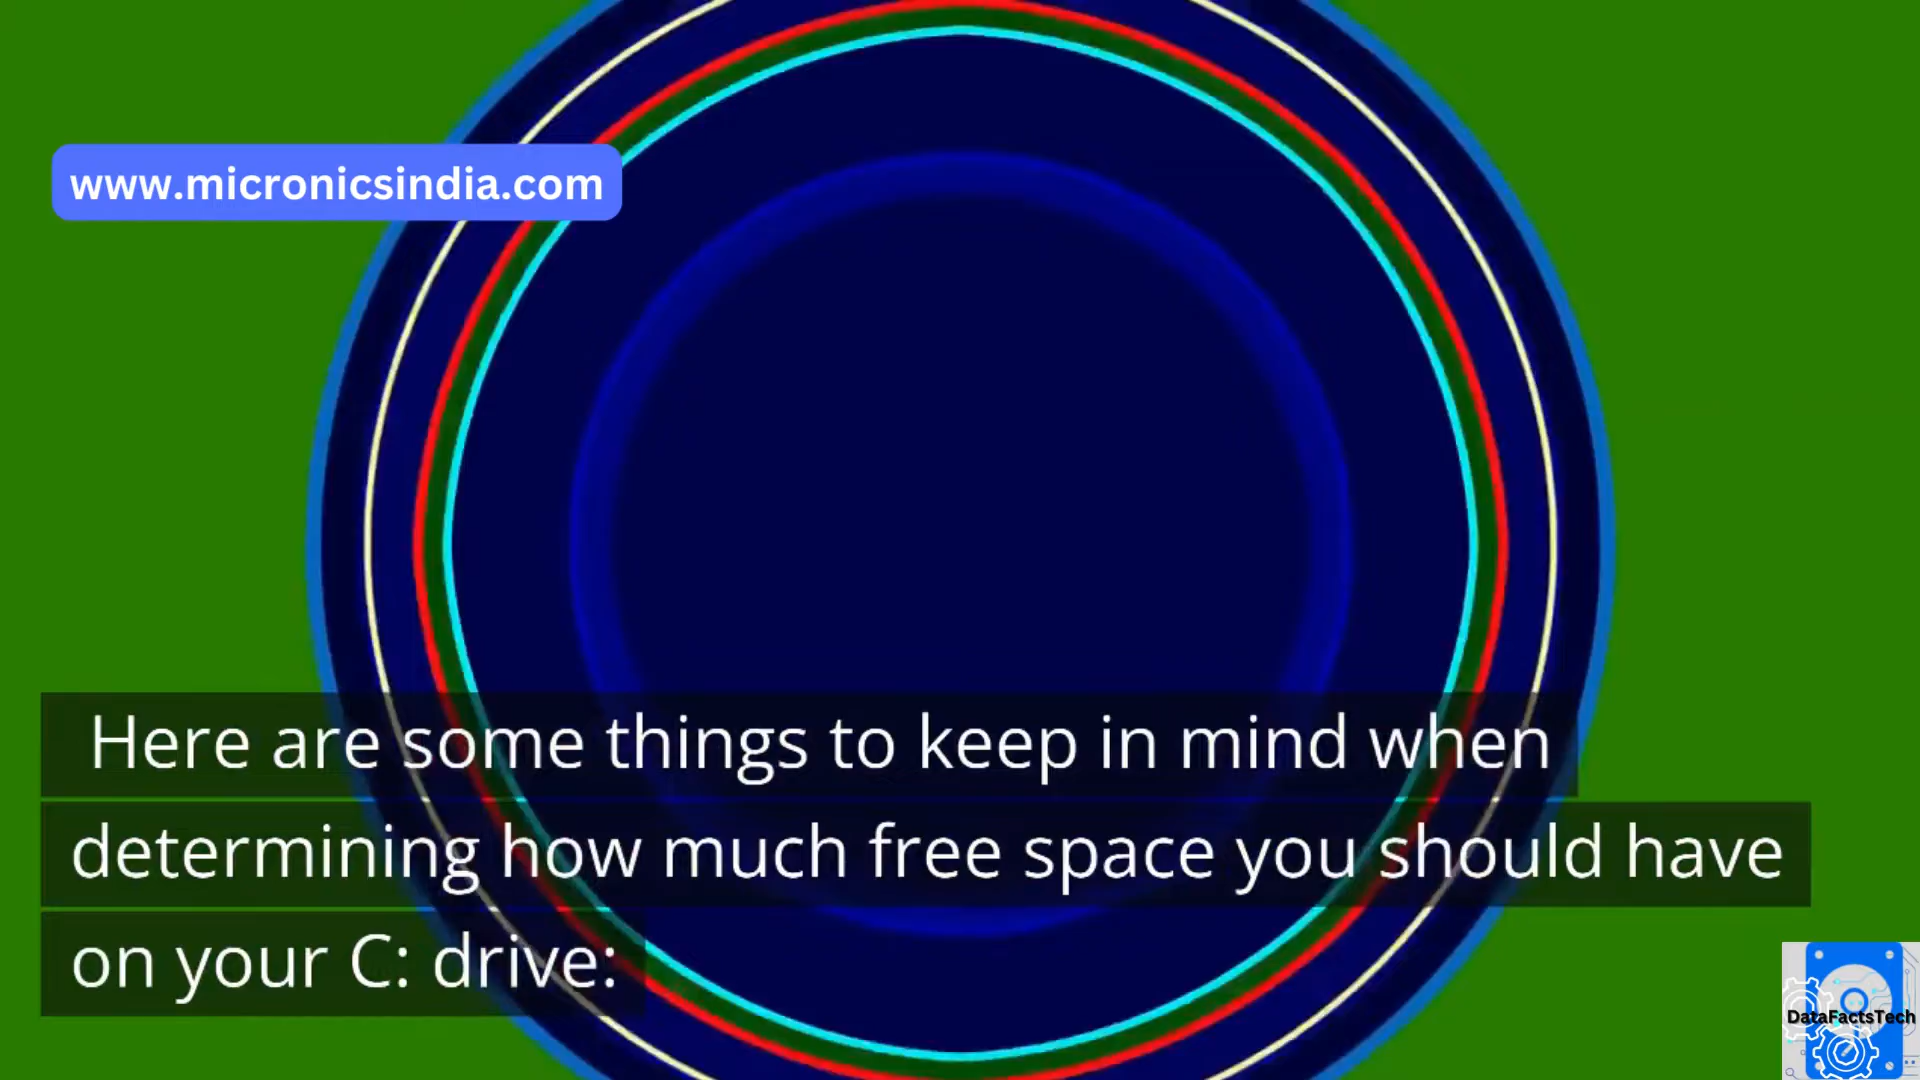 www.micronicsindia.com
Here are some things to keep in mind when
determining how much free space you should have
on your C: drive:
DataFactsTech